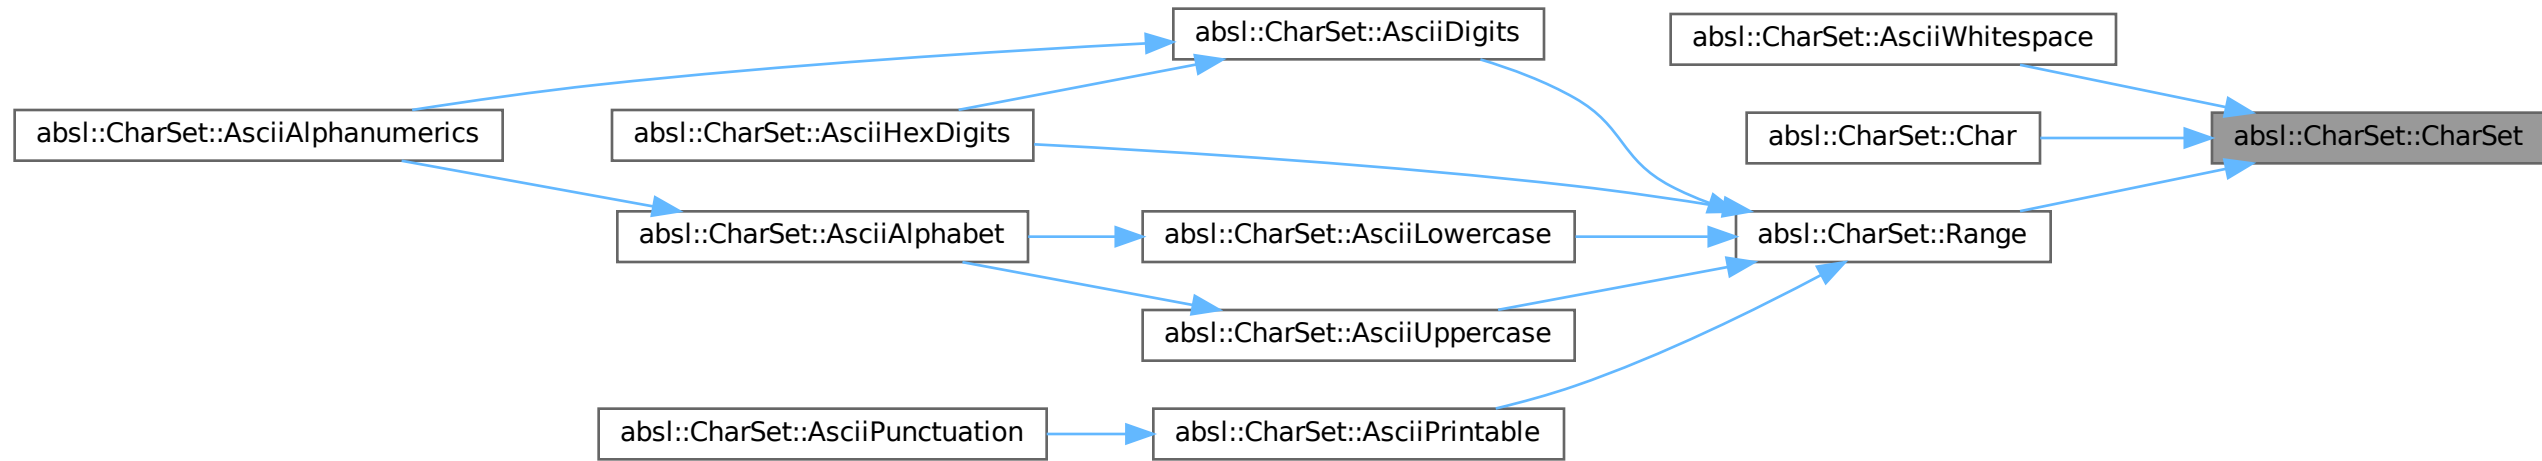 absl::CharSet::AsciiDigits
absl::CharSet::AsciiWhitespace
absl::CharSet::AsciiAlphanumerics
absl::CharSet::AsciiHexDigits
absl::CharSet::Char
absl::CharSet::CharSet
absl::CharSet::AsciiAlphabet
absl::CharSet::AsciiLowercase
absl::CharSet::Range
absl::CharSet::AsciiUppercase
absl::CharSet::AsciiPunctuation
absl::CharSet::AsciiPrintable